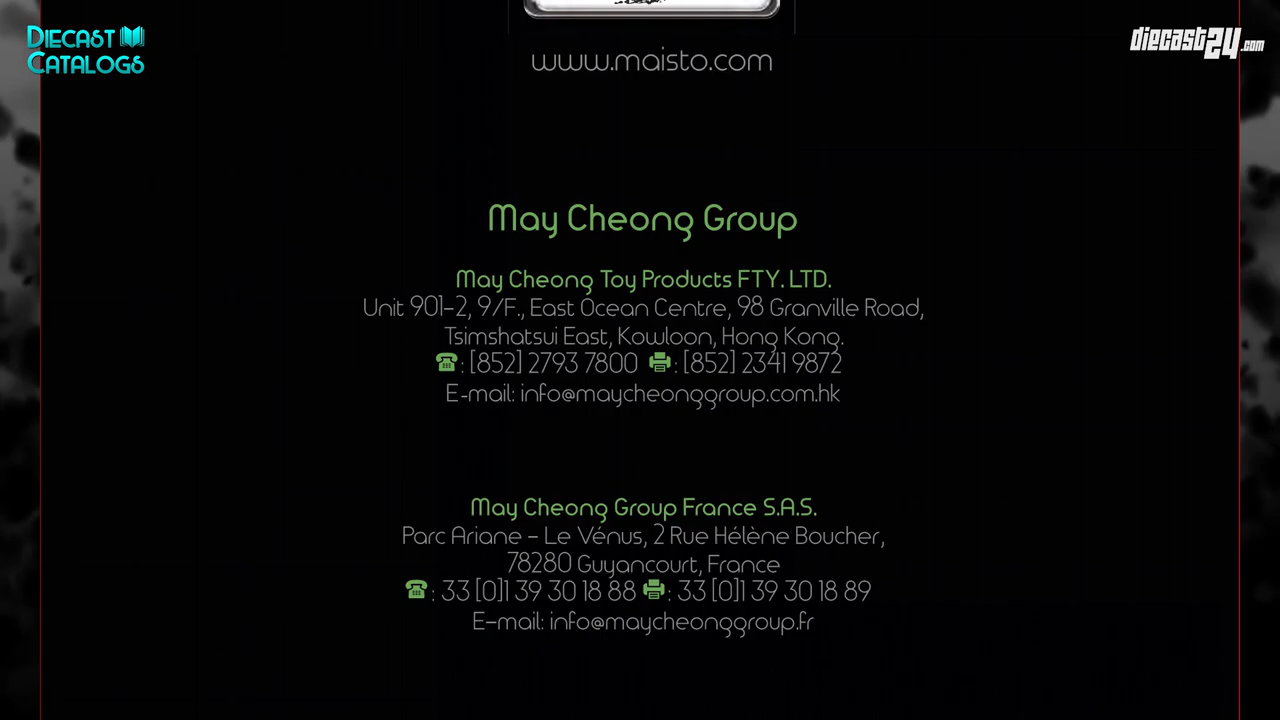 DIECAST
CATALOGS
diecast24.com
www.maisto.com
May Cheong Group
May Cheong Toy Products FTY. LTD.
Unit 901-2, 9/F., East Ocean Centre, 98 Granville Road,
Tsimshatsui East, Kowloon, Hong Kong.
: [852] 2793 7800 : [852] 2341 9872
E-mail: info@maycheonggroup.com.hk
May Cheong Group France S.A.S.
Parc Ariane - Le Vénus, 2 Rue Hélène Boucher,
78280 Guyancourt, France
: 33 [0]1 39 30 18 88 : 33 [0]1 39 30 18 89
E-mail: info@maycheonggroup.fr